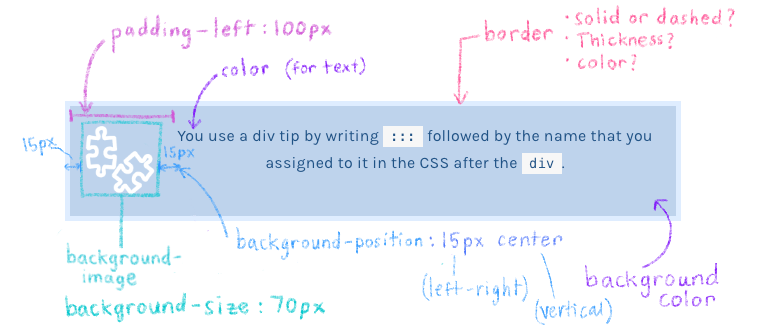 padding-left: 100px
color (for text)
border
· Solid or dashed?
· Thickness?
· color?
You use a div tip by writing ::: followed by the name that you
assigned to it in the CSS after the div.
15px
15px
background-position: 15px center
(left-right)
(vertical)
background-
image
background-size: 70px
background
color